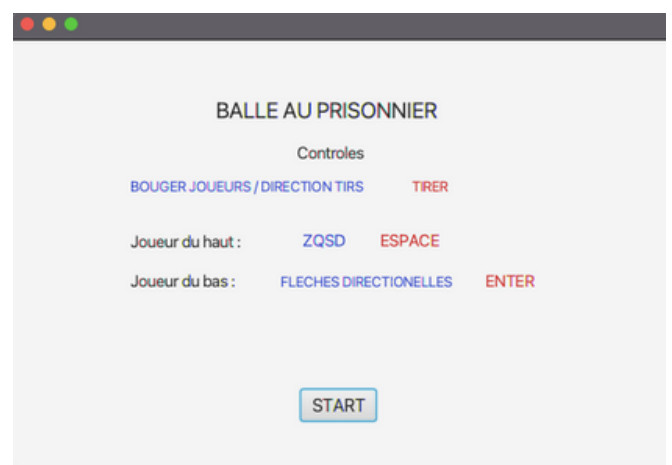 BALLE AU PRISONNIER
Controles
BOUGER JOUEURS / DIRECTION TIRS TIRER
Joueur du haut : ZQSD ESPACE
Joueur du bas : FLECHES DIRECTIONELLES ENTER
START